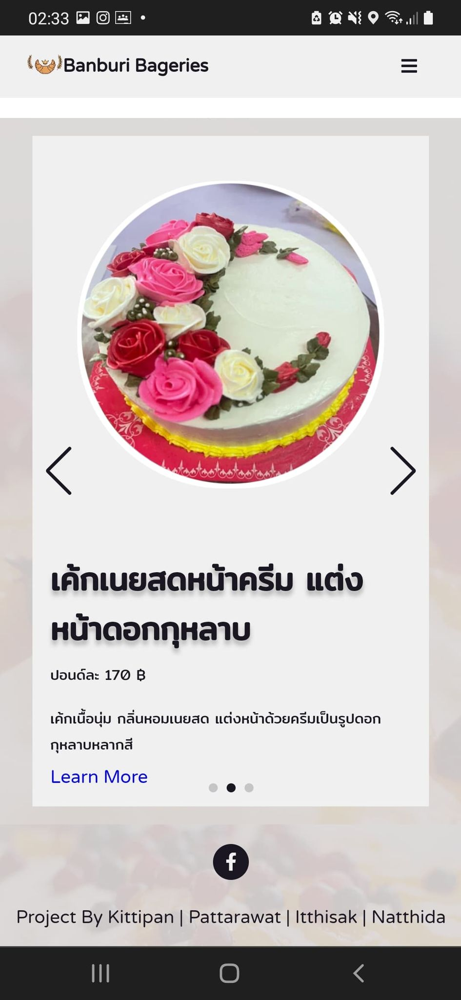 02:33
Banburi Bageries
เค้กเนยสดหน้าครีม แต่ง
หน้าดอกกุหลาบ
ปอนด์ละ 170 ฿
เค้กเนื้อนุ่ม กลิ่นหอมเนยสด แต่งหน้าด้วยครีมเป็นรูปดอก
กุหลาบหลากสี
Learn More
Project By Kittipan | Pattarawat | Itthisak | Natthida